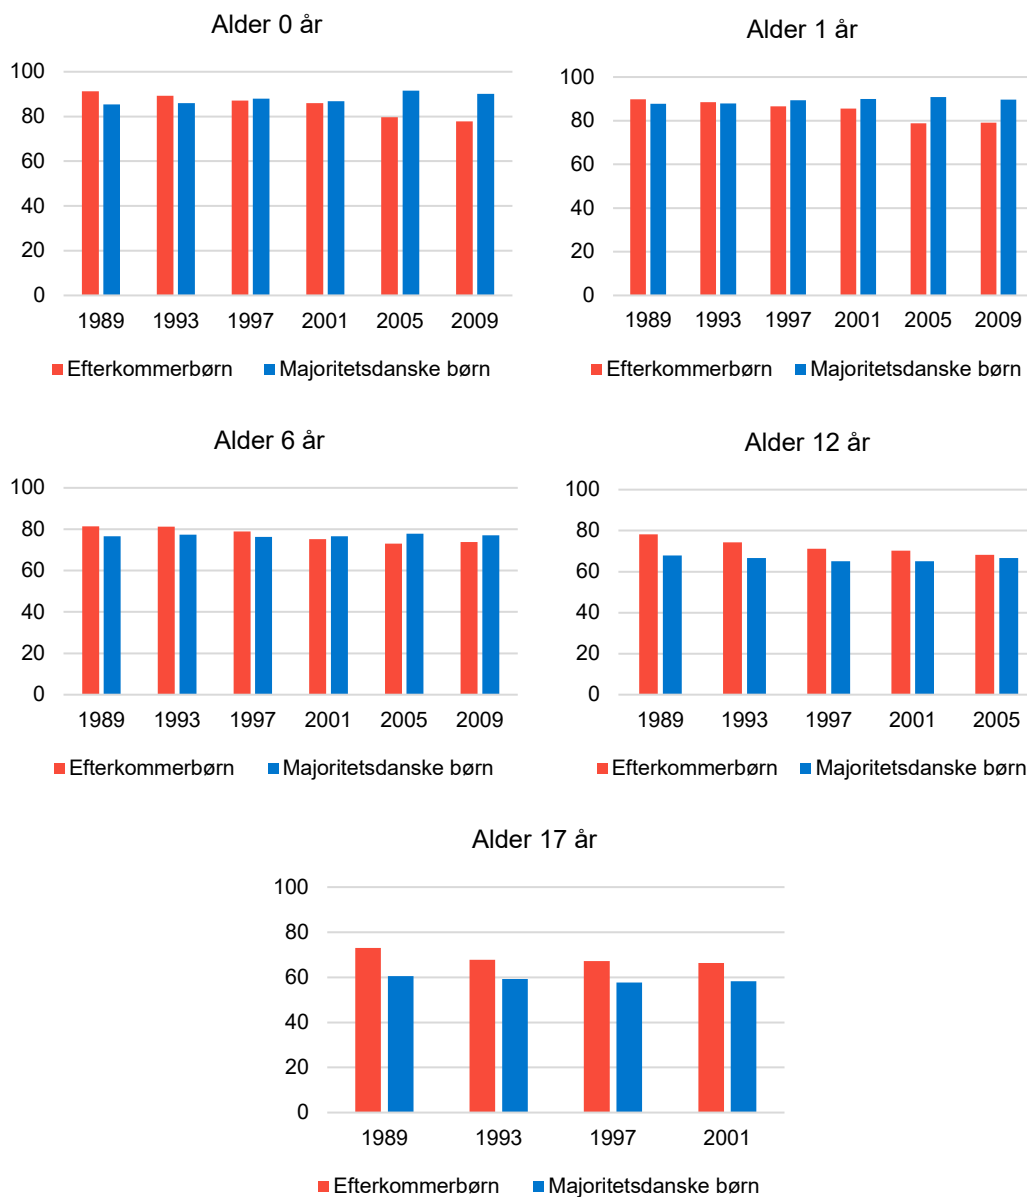 Alder 0 år
100
80
60
40
20
0
1989 1993 1997 2001 2005 2009
Efterkommerbørn Majoritetsdanske børn
Alder 1 år
100
80
60
40
20
0
1989 1993 1997 2001 2005 2009
Efterkommerbørn Majoritetsdanske børn
Alder 6 år
100
80
60
40
20
0
1989 1993 1997 2001 2005 2009
Efterkommerbørn Majoritetsdanske børn
Alder 12 år
100
80
60
40
20
0
1989 1993 1997 2001 2005
Efterkommerbørn Majoritetsdanske børn
Alder 17 år
100
80
60
40
20
0
1989 1993 1997 2001
Efterkommerbørn Majoritetsdanske børn